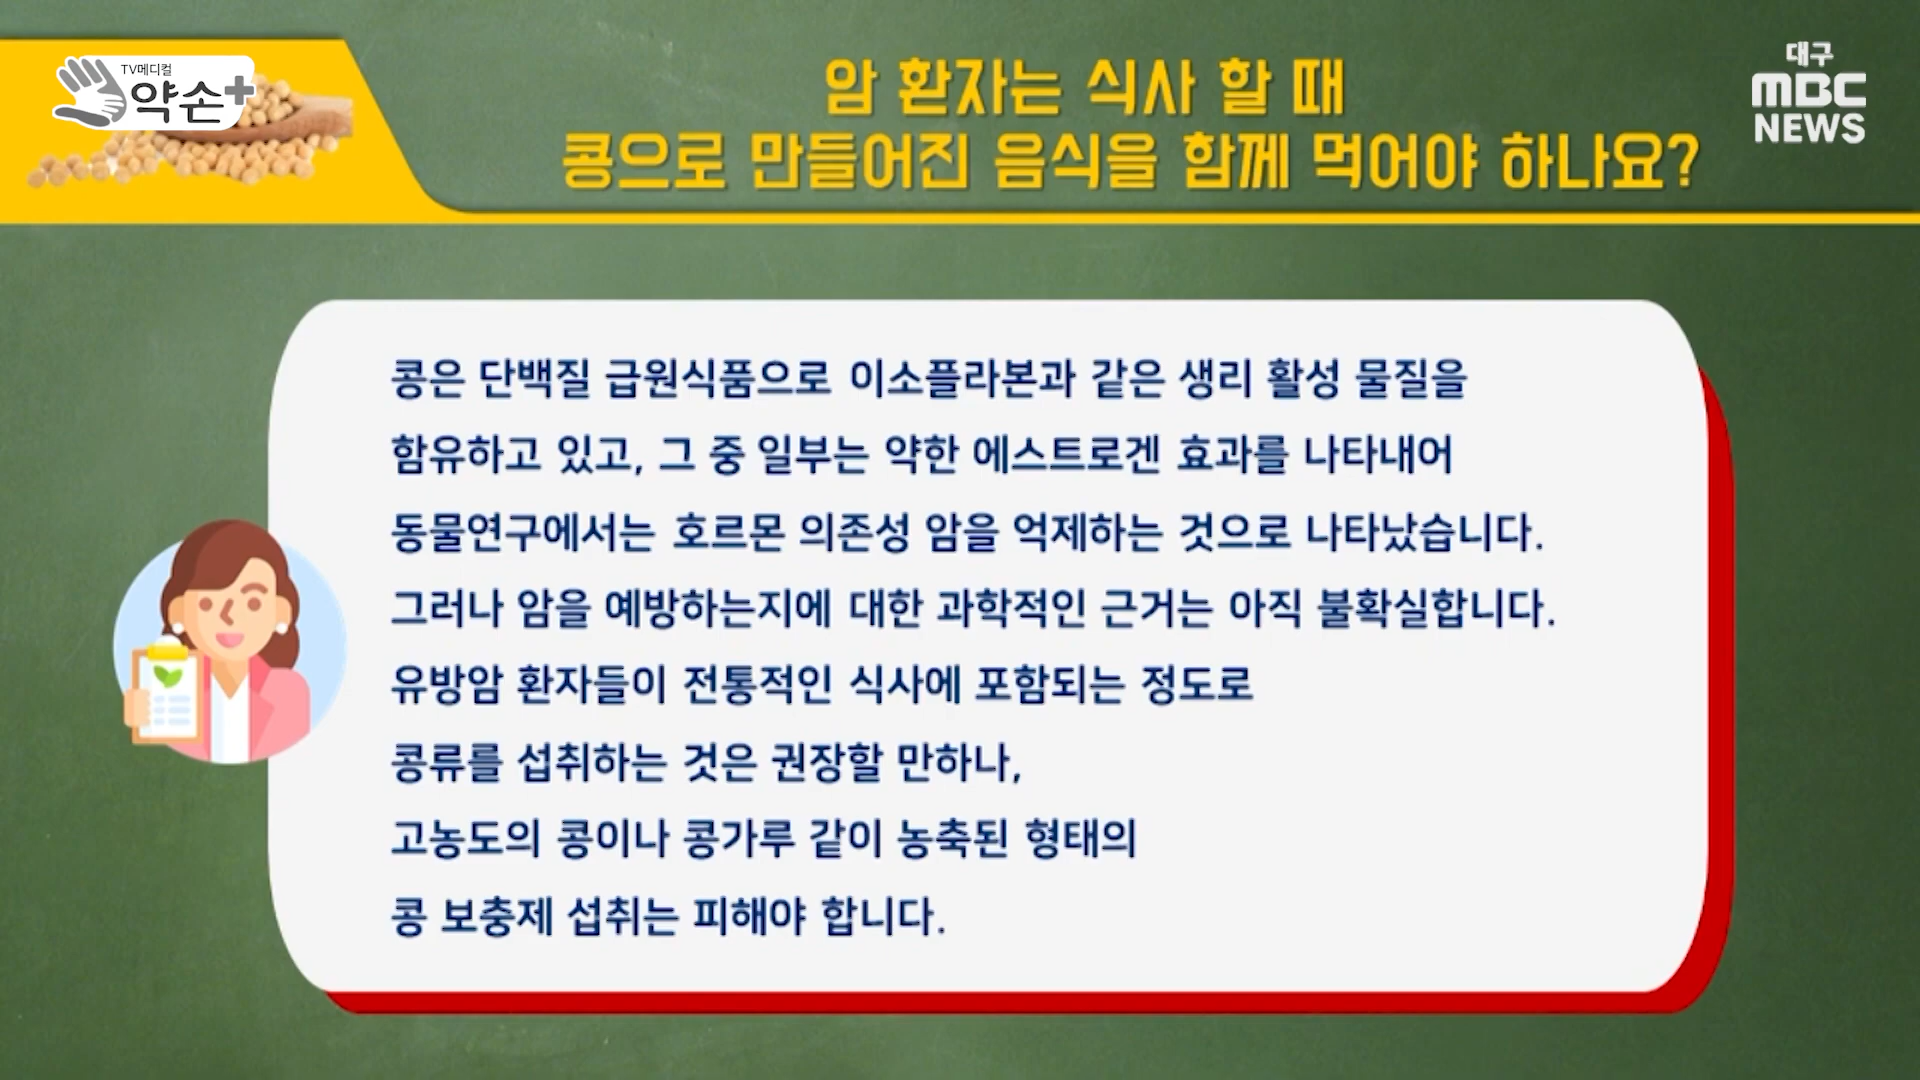 TV메디컬
약손+
대구
MBC
NEWS
암 환자는 식사 할 때
콩으로 만들어진 음식을 함께 먹어야 하나요?
콩은 단백질 급원식품으로 이소플라본과 같은 생리 활성 물질을
함유하고 있고, 그 중 일부는 약한 에스트로겐 효과를 나타내어
동물연구에서는 호르몬 의존성 암을 억제하는 것으로 나타났습니다.
그러나 암을 예방하는지에 대한 과학적인 근거는 아직 불확실합니다.
유방암 환자들이 전통적인 식사에 포함되는 정도로
콩류를 섭취하는 것은 권장할 만하나,
고농도의 콩이나 콩가루 같이 농축된 형태의
콩 보충제 섭취는 피해야 합니다.